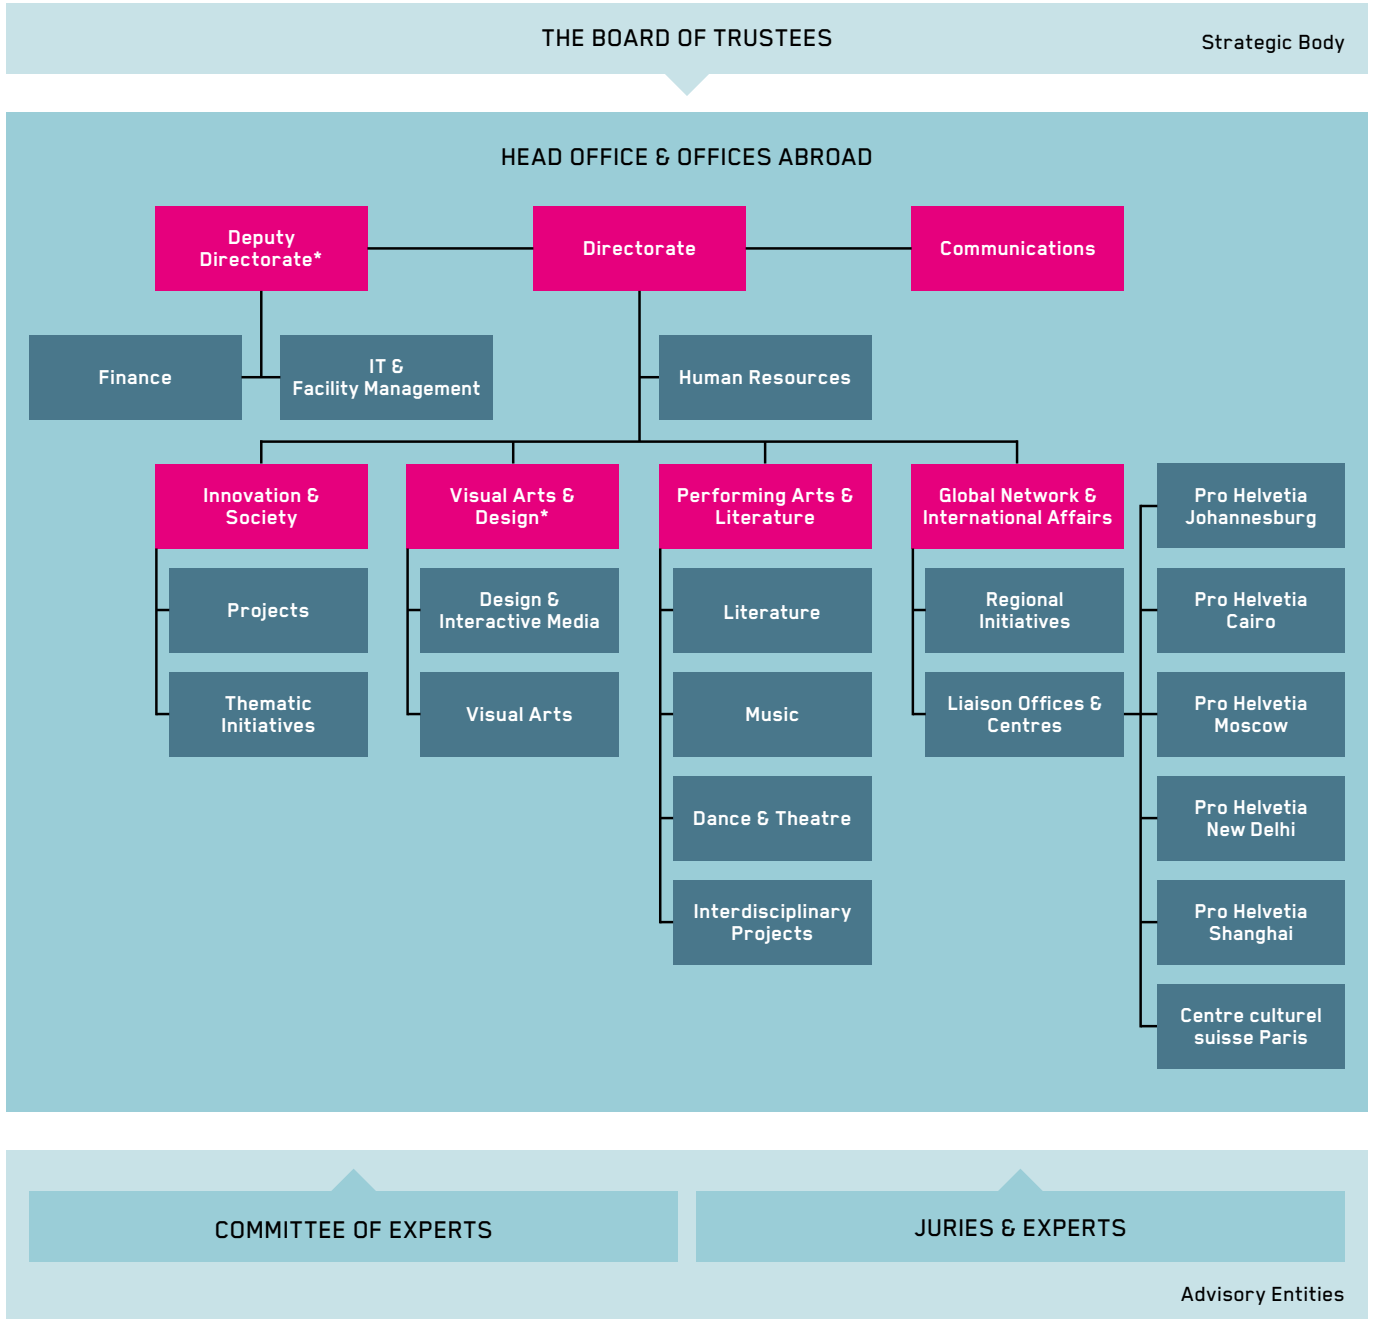 THE BOARD OF TRUSTEES
Strategic Body
HEAD OFFICE & OFFICES ABROAD
Deputy
Directorate*
Directorate
Communications
Finance
IT &
Facility Management
Human Resources
Innovation &
Society
Projects
Thematic
Initiatives
Visual Arts &
Design*
Design &
Interactive Media
Visual Arts
Performing Arts &
Literature
Literature
Music
Dance & Theatre
Interdisciplinary
Projects
Global Network &
International Affairs
Regional
Initiatives
Liaison Offices &
Centres
Pro Helvetia
Johannesburg
Pro Helvetia
Cairo
Pro Helvetia
Moscow
Pro Helvetia
New Delhi
Pro Helvetia
Shanghai
Centre culturel
suisse Paris
COMMITTEE OF EXPERTS
JURIES & EXPERTS
Advisory Entities